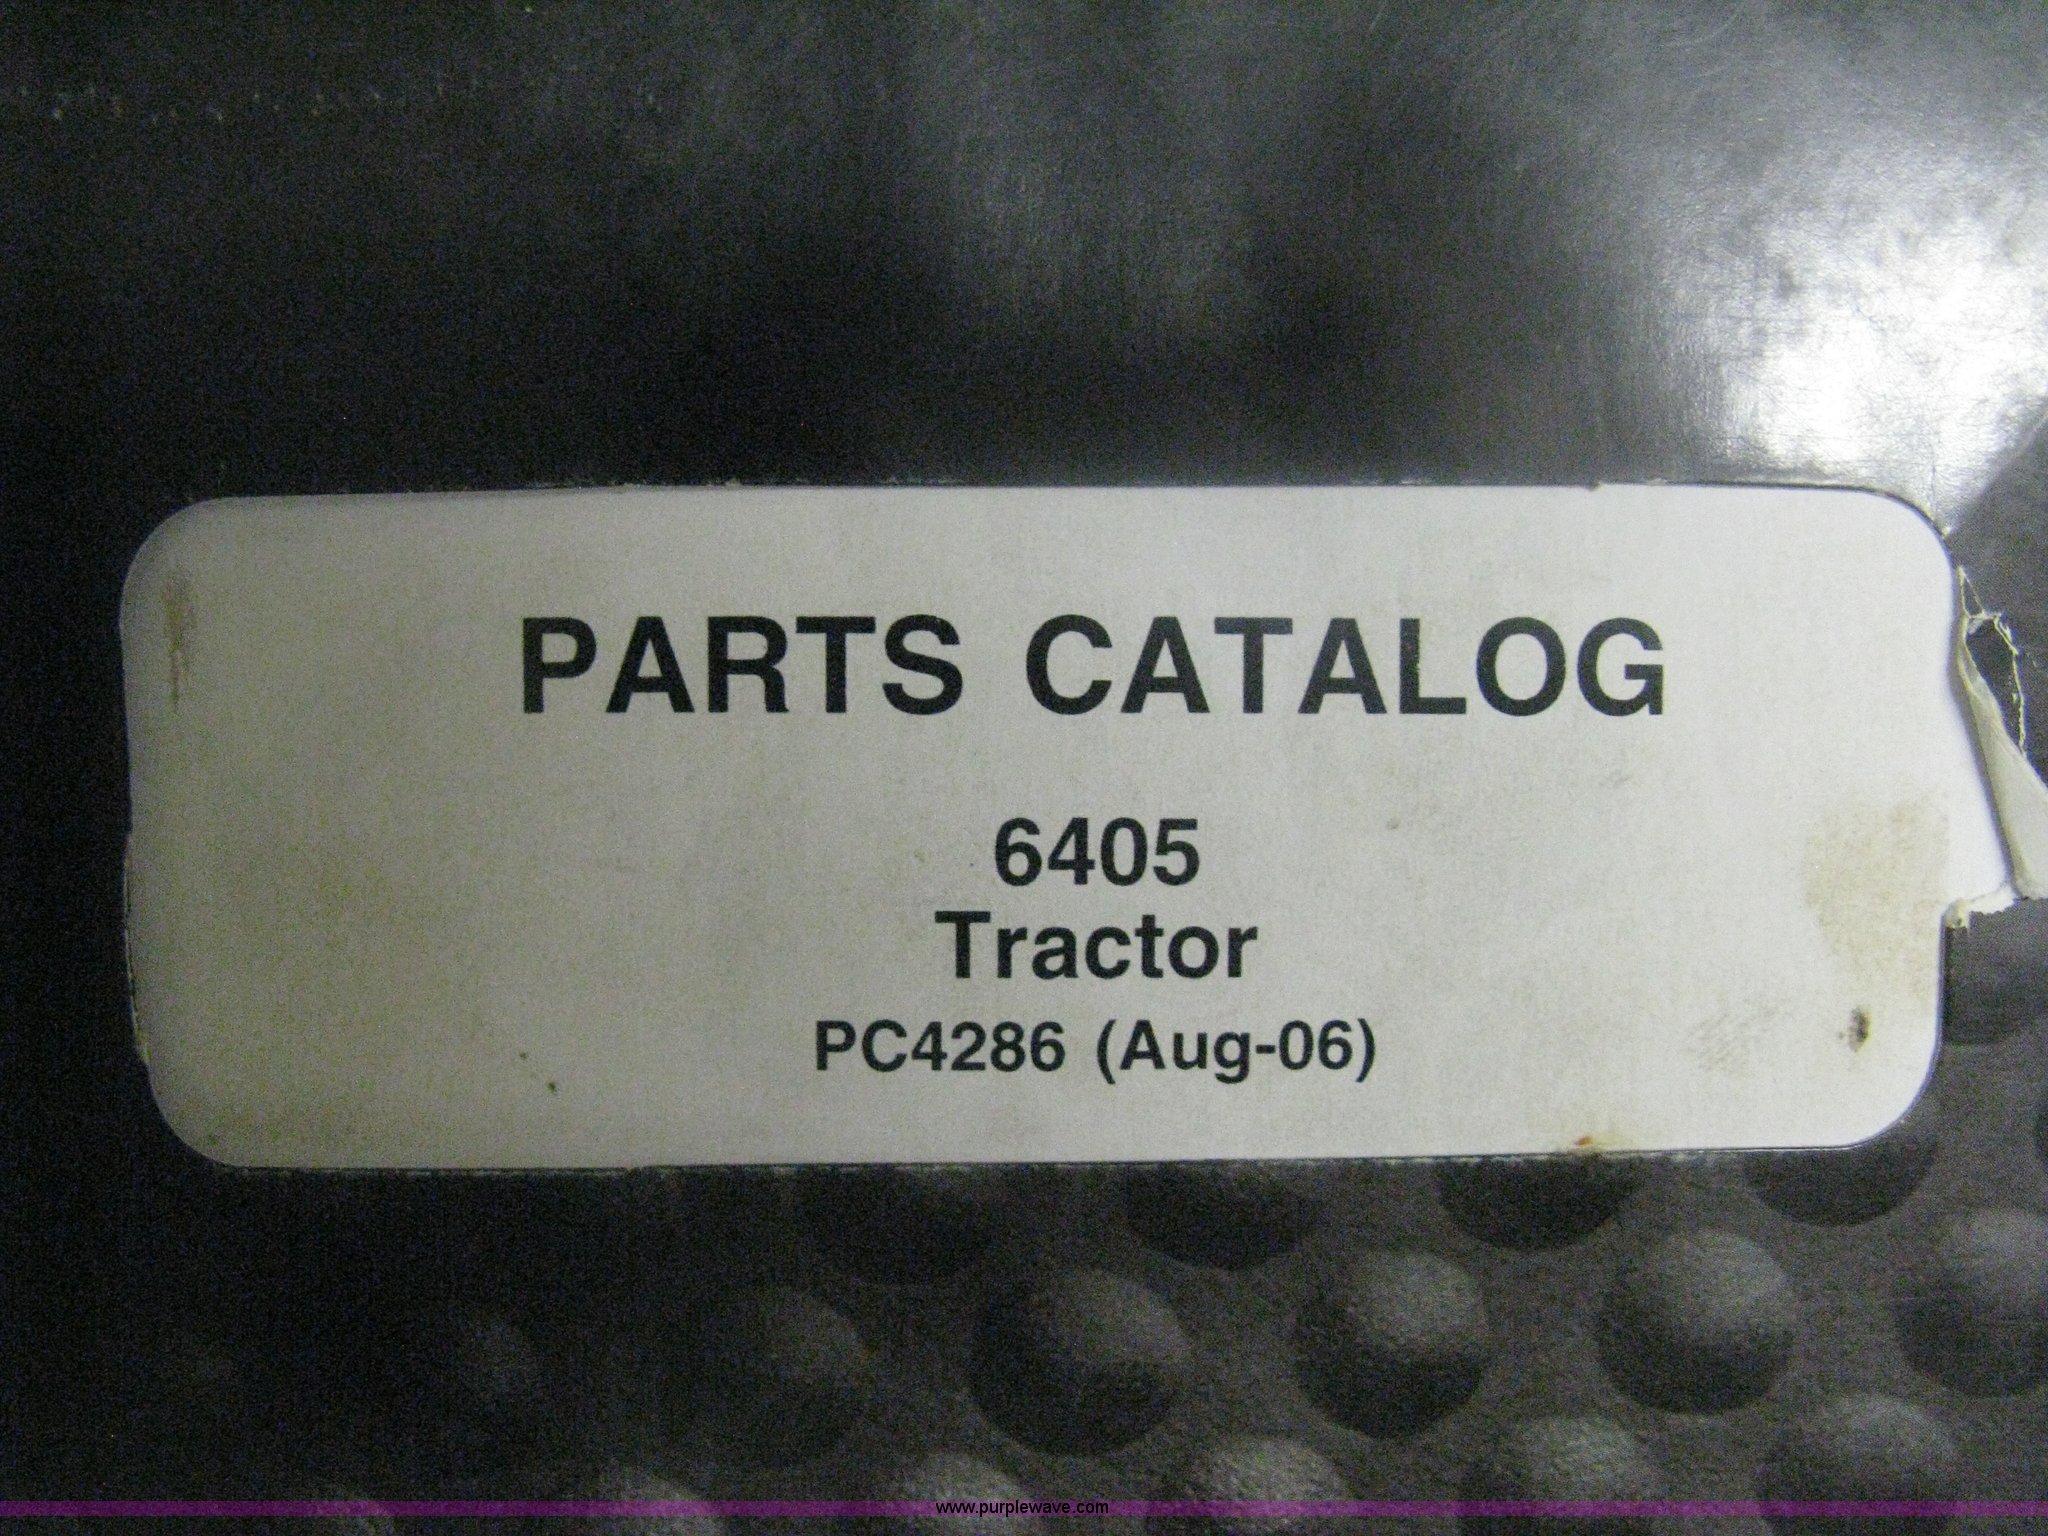 PARTS CATALOG
6405
Tractor
PC4286 (Aug-06)
www.purplewave.com